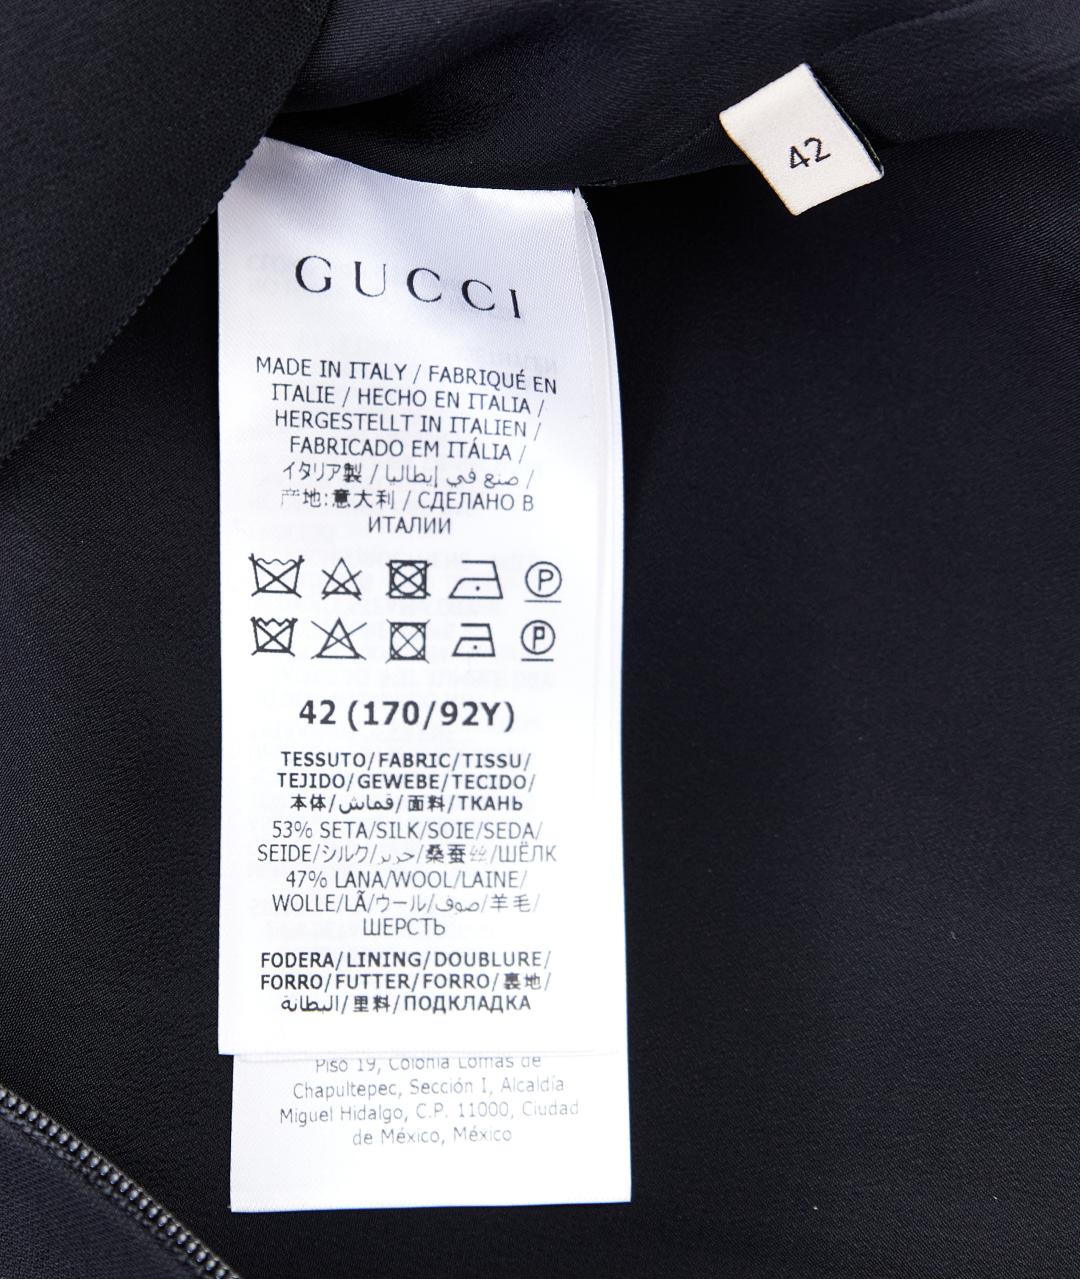 42
GUCCI
MADE IN ITALY / FABRIQUÉ EN
ITALIE / HECHO EN ITALIA /
HERGESTELLT IN ITALIEN /
FABRICADO EM ITÁLIA /
イタリア製 / صنع في إيطاليا /
产地:意大利 / СДЕЛАНО В
ИТАЛИИ
P
P
42 (170/92Y)
TESSUTO/FABRIC/TISSU/
TEJIDO/GEWEBE/TECIDO/
本体/قماش/面料/ТКАНЬ
53% SETA/SILK/SOIE/SEDA/
SEIDE/シルク/حرير/桑蚕丝/ШЁЛК
47% LANA/WOOL/LAINE/
WOLLE/LÃ/ウール/صوف/羊毛/
ШЕРСТЬ
FODERA/LINING/DOUBLURE/
FORRO/FUTTER/FORRO/裏地/
البطانة/里料/ПОДКЛАДКА
Piso 19, Colonia Lomas de
Chapultepec, Sección I, Alcaldía
Miguel Hidalgo, C.P. 11000, Ciudad
de México, México